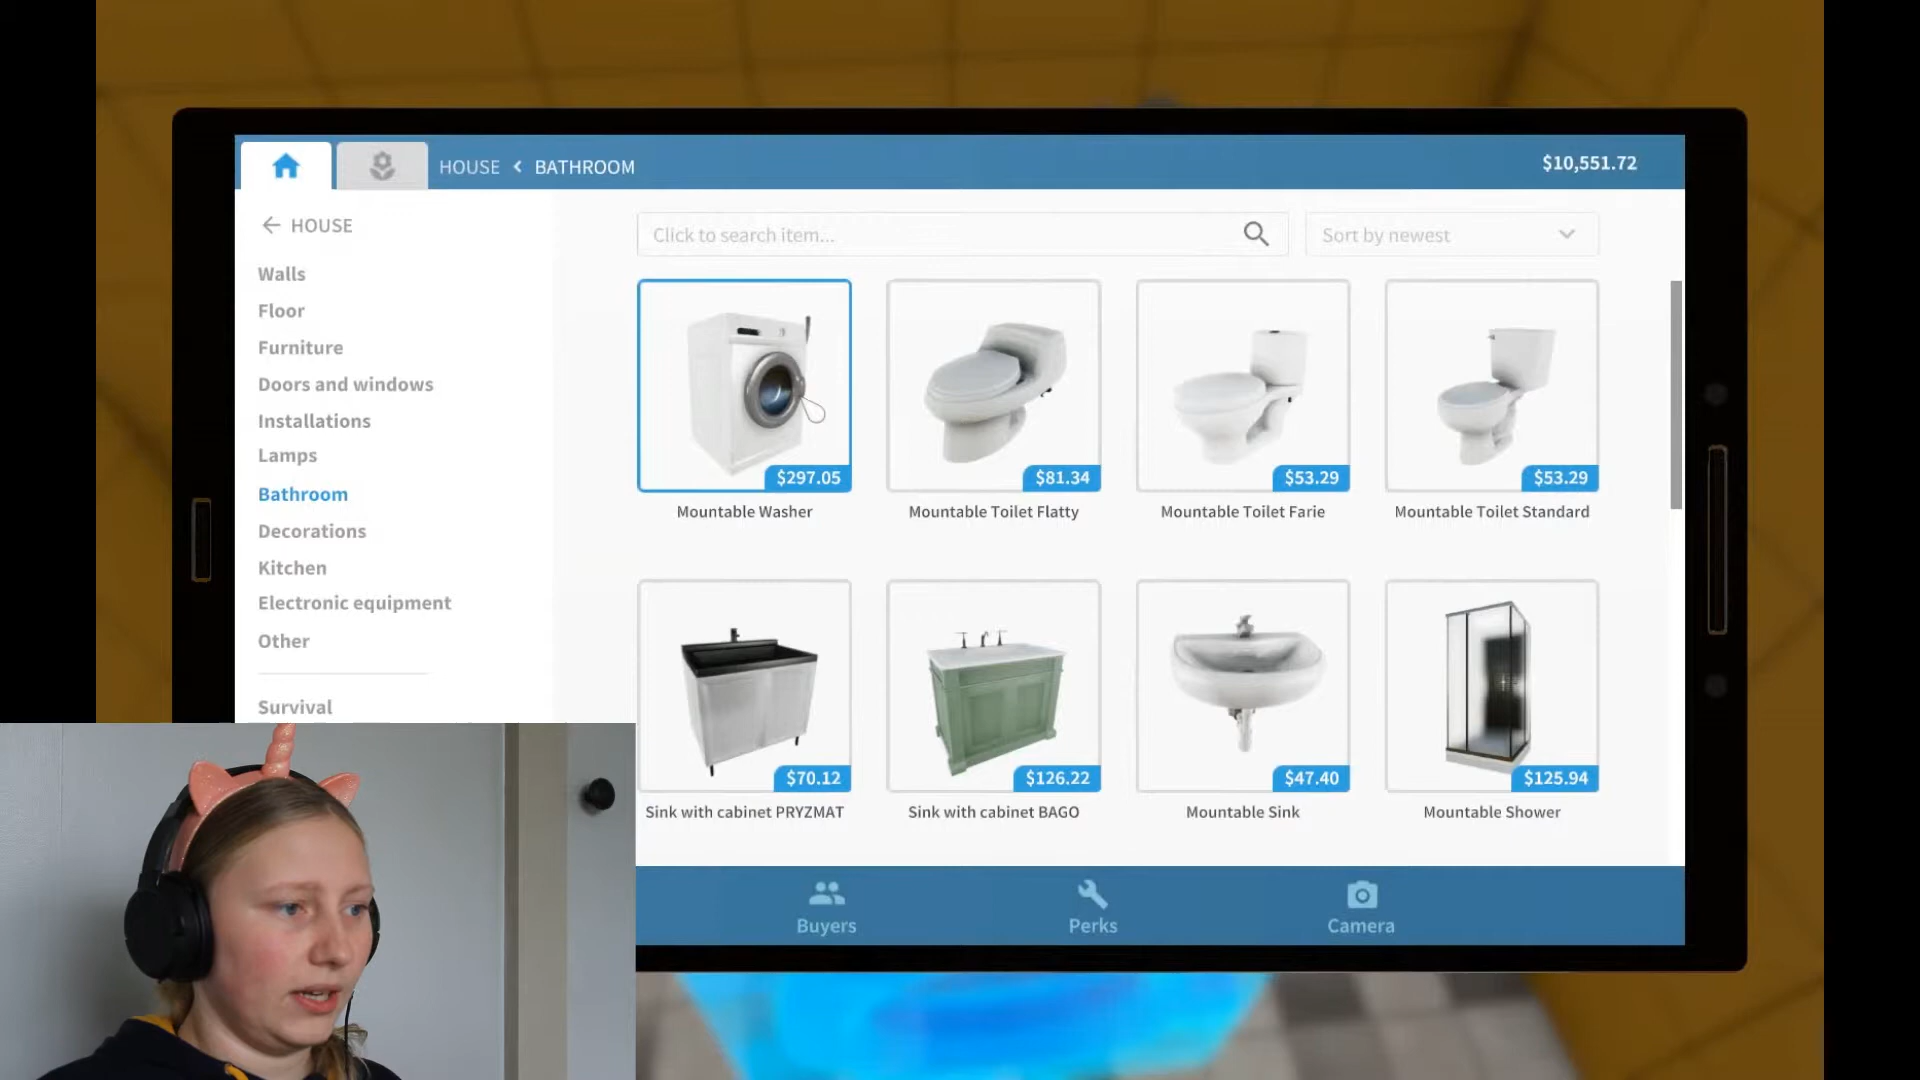 HOUSE < BATHROOM
$10,551.72
← HOUSE
Walls
Floor
Furniture
Doors and windows
Installations
Lamps
Bathroom
Decorations
Kitchen
Electronic equipment
Other
Survival
Click to search item...
Sort by newest
$297.05
$81.34
$53.29
$53.29
Mountable Washer
Mountable Toilet Flatty
Mountable Toilet Farie
Mountable Toilet Standard
$70.12
$126.22
$47.40
$125.94
Sink with cabinet PRYZMAT
Sink with cabinet BAGO
Mountable Sink
Mountable Shower
Buyers
Perks
Camera